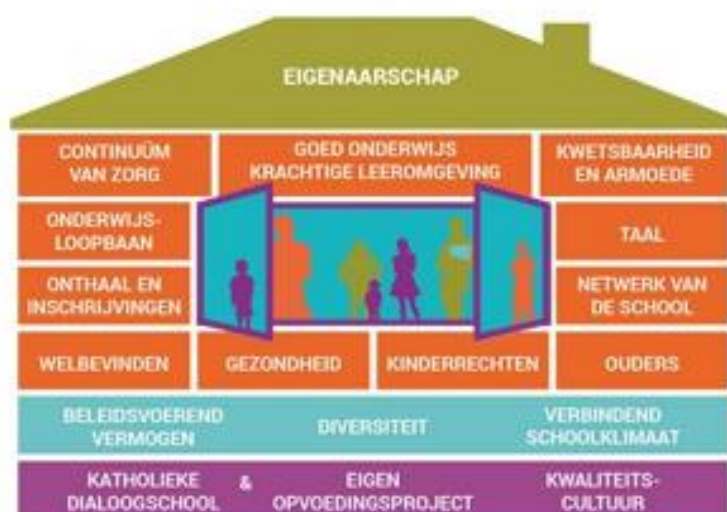 EIGENAARSCHAP
CONTINUÜM
VAN ZORG
GOED ONDERWIJS
KRACHTIGE LEEROMGEVING
KWETSBAARHEID
EN ARMOEDE
ONDERWIJS-
LOOPBAAN
TAAL
ONTHAAL EN
INSCHRIJVINGEN
NETWERK VAN
DE SCHOOL
WELBEVINDEN
GEZONDHEID
KINDERRECHTEN
OUDERS
BELEIDSVOEREND
VERMOGEN
DIVERSITEIT
VERBINDEND
SCHOOLKLIMAAT
KATHOLIEKE
DIALOOGSCHOOL
&
EIGEN
OPVOEDINGSPROJECT
KWALITEITS-
CULTUUR